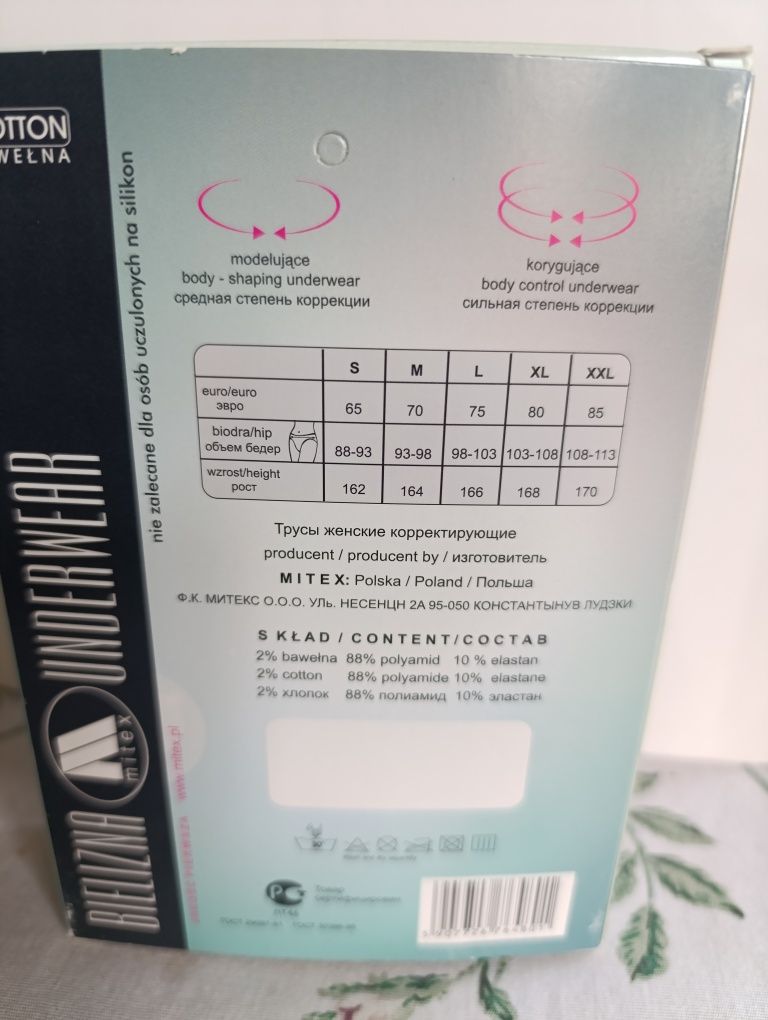 OTTON
WEŁNA
nie zalecane dla osób uczulonych na silikon
BIELIZNA mitex UNDERWEAR
www.mitex.pl
modelujące
body - shaping underwear
средная степень коррекции
korygujące
body control underwear
сильная степень коррекции
S M L XL XXL
euro/euro
эвро
65 70 75 80 85
biodra/hip
объем бедер
88-93 93-98 98-103 103-108 108-113
wzrost/height
рост
162 164 166 168 170
Трусы женские корректирующие
producent / producent by / изготовитель
MITEX: Polska / Poland / Польша
Ф.К. МИТЕКС О.О.О. УЛь. НЕСЕНЦН 2А 95-050 КОНСТАНТЫНУВ ЛУДЗКИ
SKŁAD / CONTENT/СОСТАВ
2% bawełna 88% polyamid 10 % elastan
2% cotton 88% polyamide 10% elastane
2% хлопок 88% полиамид 10% эластан
Товар
сертифицирован